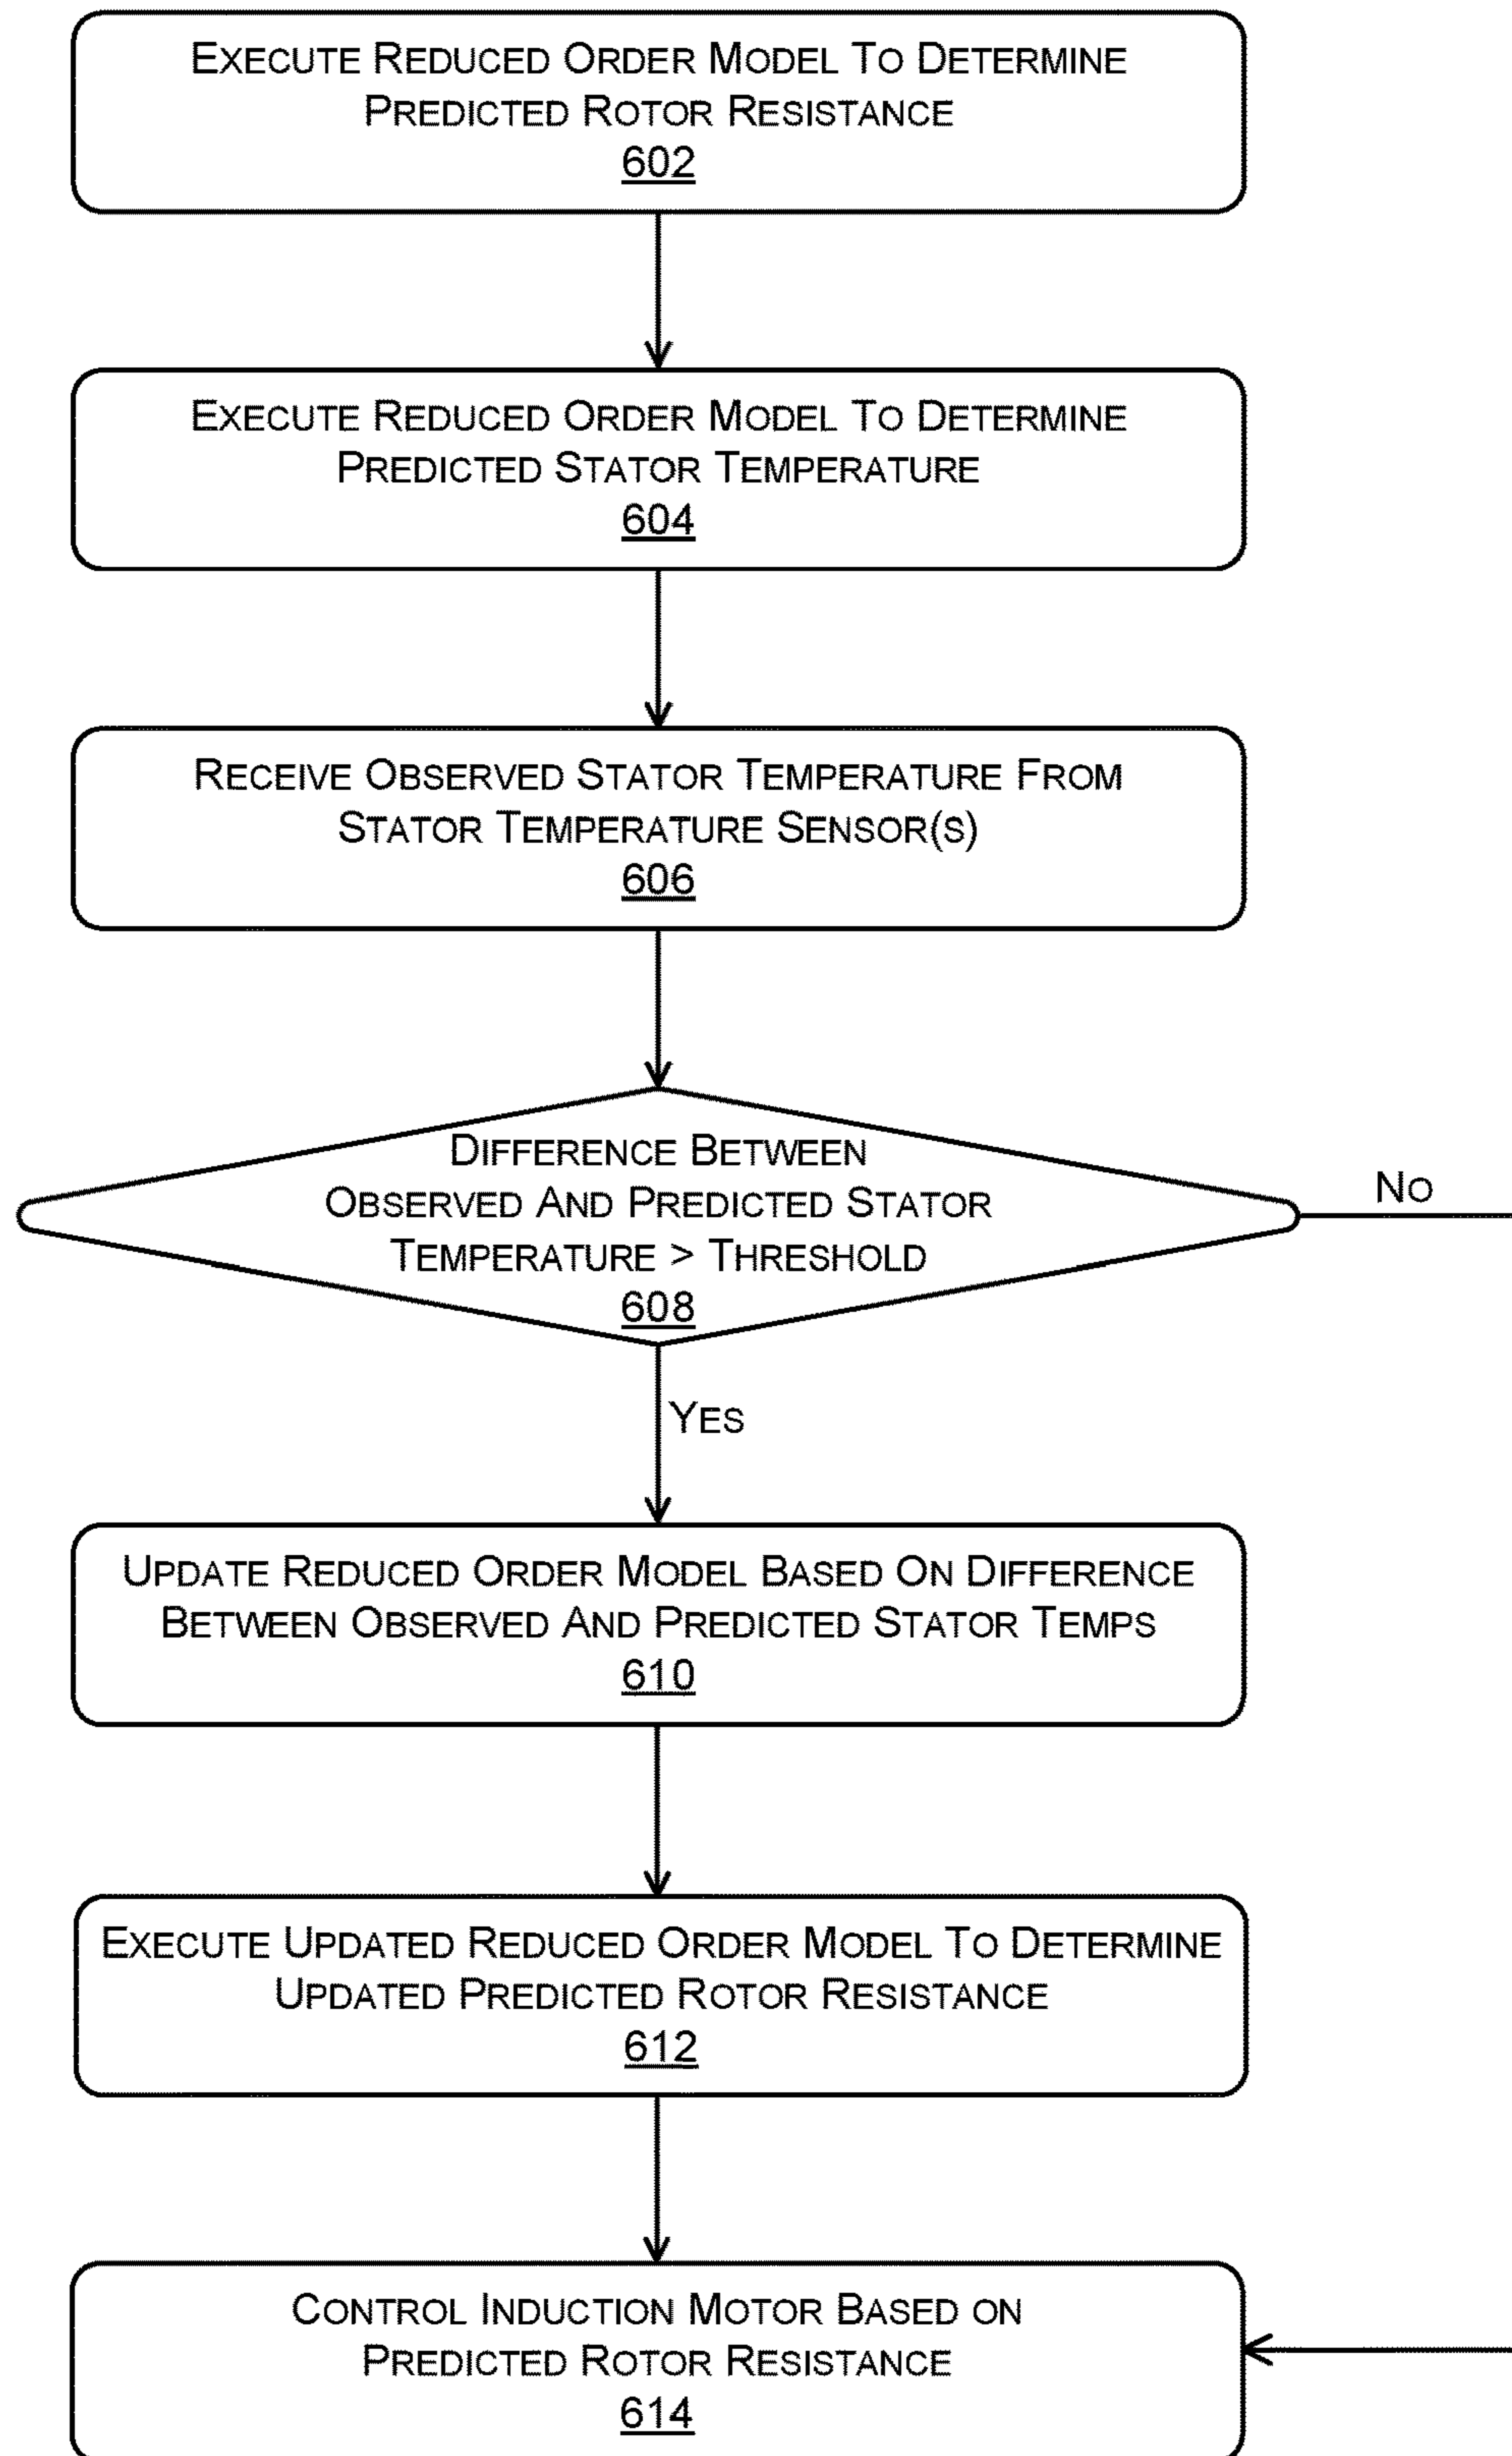 EXECUTE REDUCED ORDER MODEL TO DETERMINE
PREDICTED ROTOR RESISTANCE
602
EXECUTE REDUCED ORDER MODEL TO DETERMINE
PREDICTED STATOR TEMPERATURE
604
RECEIVE OBSERVED STATOR TEMPERATURE FROM
STATOR TEMPERATURE SENSOR(S)
606
DIFFERENCE BETWEEN
OBSERVED AND PREDICTED STATOR
TEMPERATURE > THRESHOLD
608
NO
YES
UPDATE REDUCED ORDER MODEL BASED ON DIFFERENCE
BETWEEN OBSERVED AND PREDICTED STATOR TEMPS
610
EXECUTE UPDATED REDUCED ORDER MODEL TO DETERMINE
UPDATED PREDICTED ROTOR RESISTANCE
612
CONTROL INDUCTION MOTOR BASED ON
PREDICTED ROTOR RESISTANCE
614